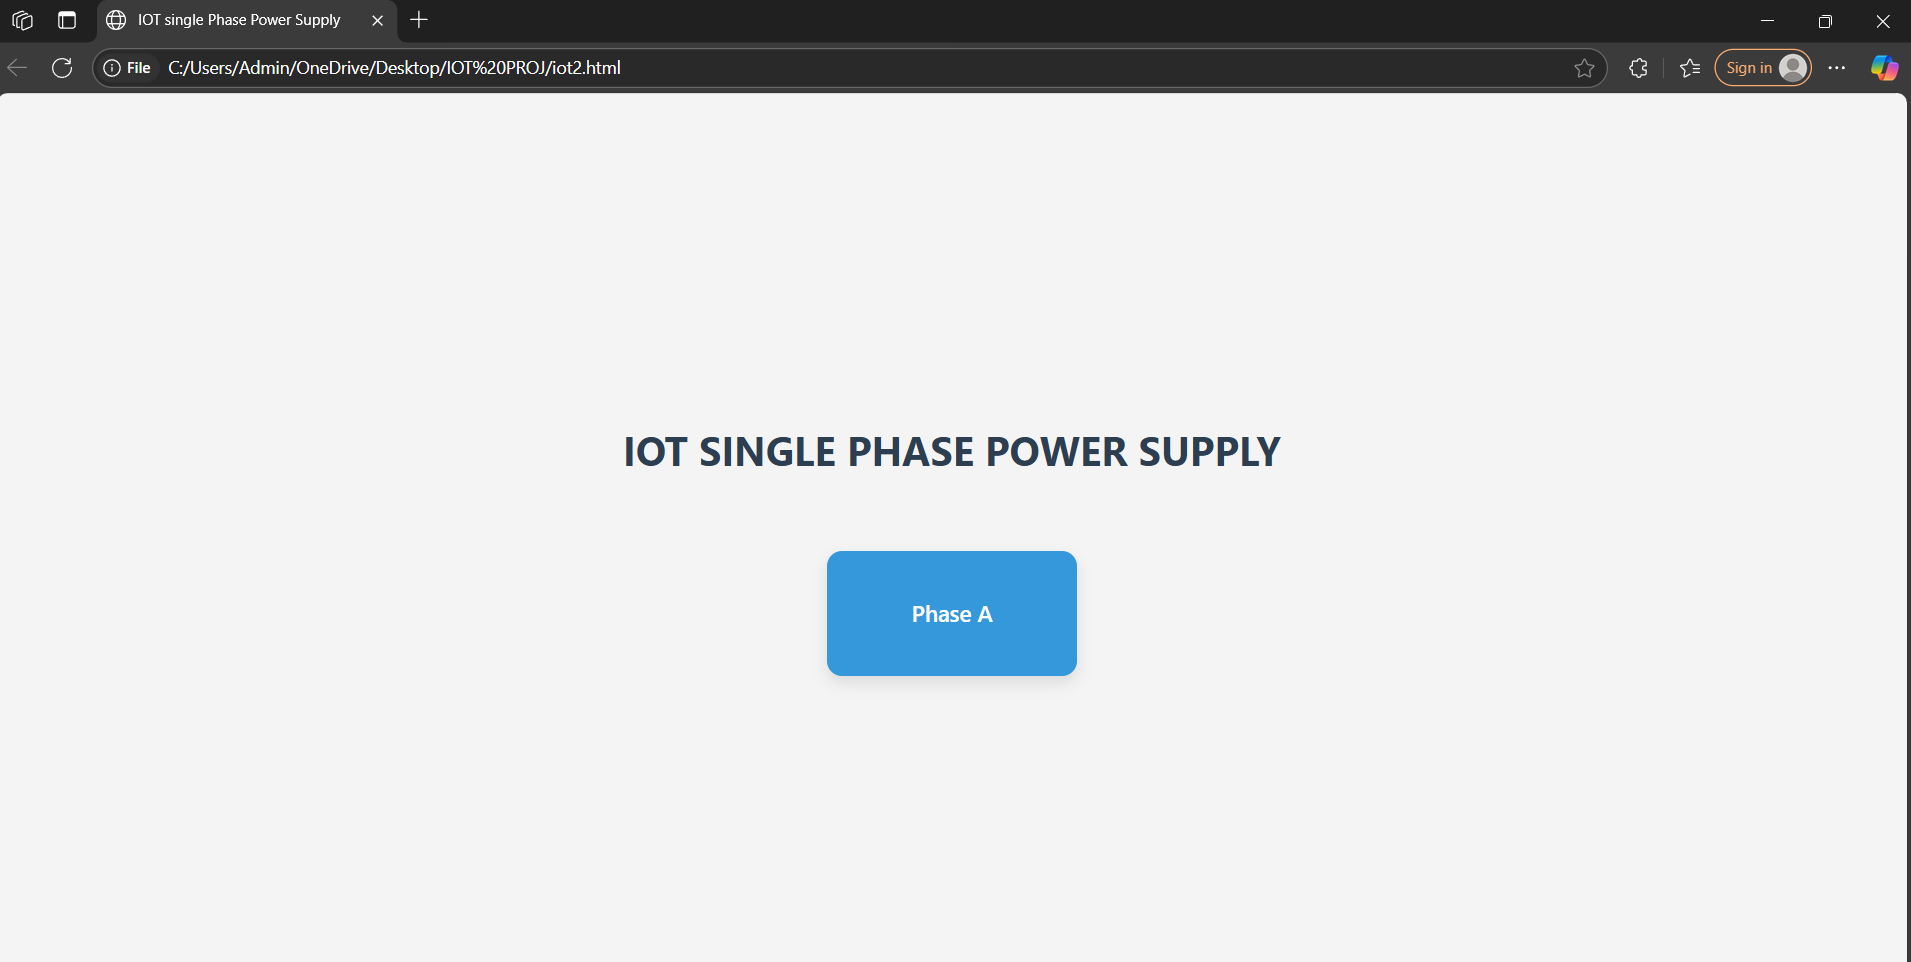 IOT single Phase Power Supply
File C:/Users/Admin/OneDrive/Desktop/IOT%20PROJ/iot2.html
Sign in
IOT SINGLE PHASE POWER SUPPLY
Phase A